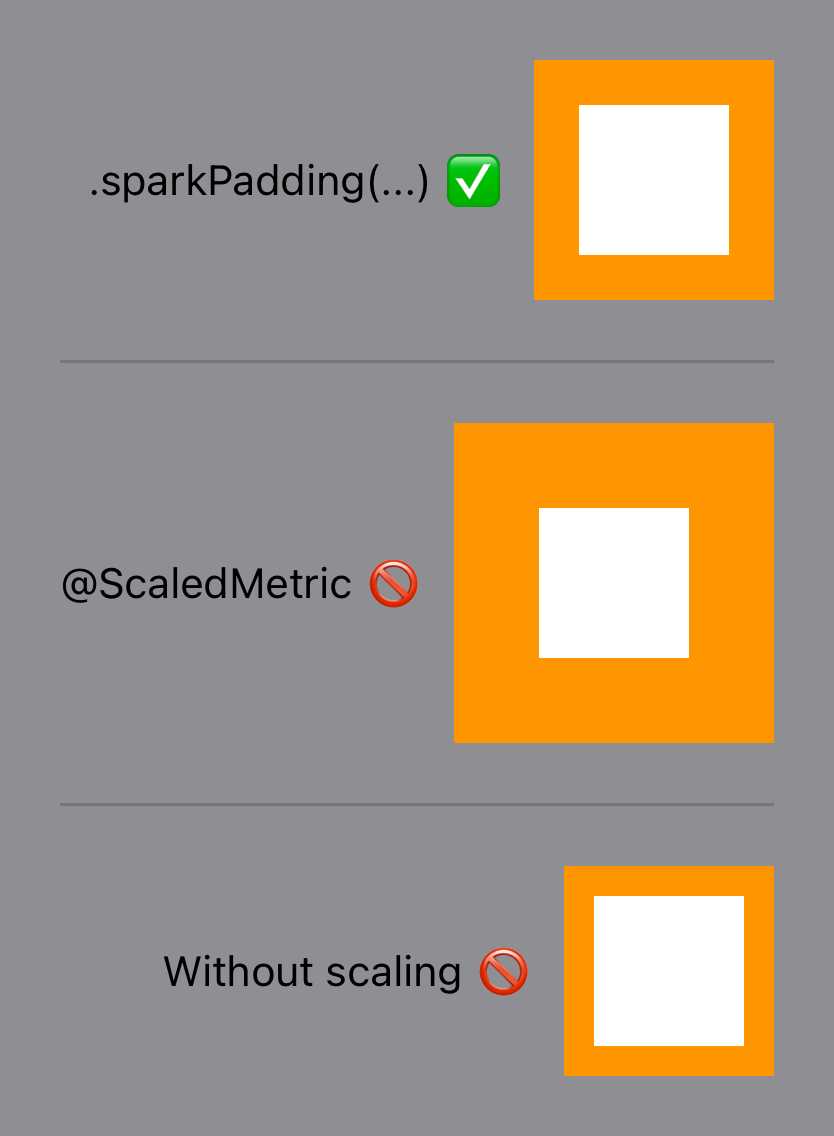 .sparkPadding(...) ✅
@ScaledMetric 🚫
Without scaling 🚫